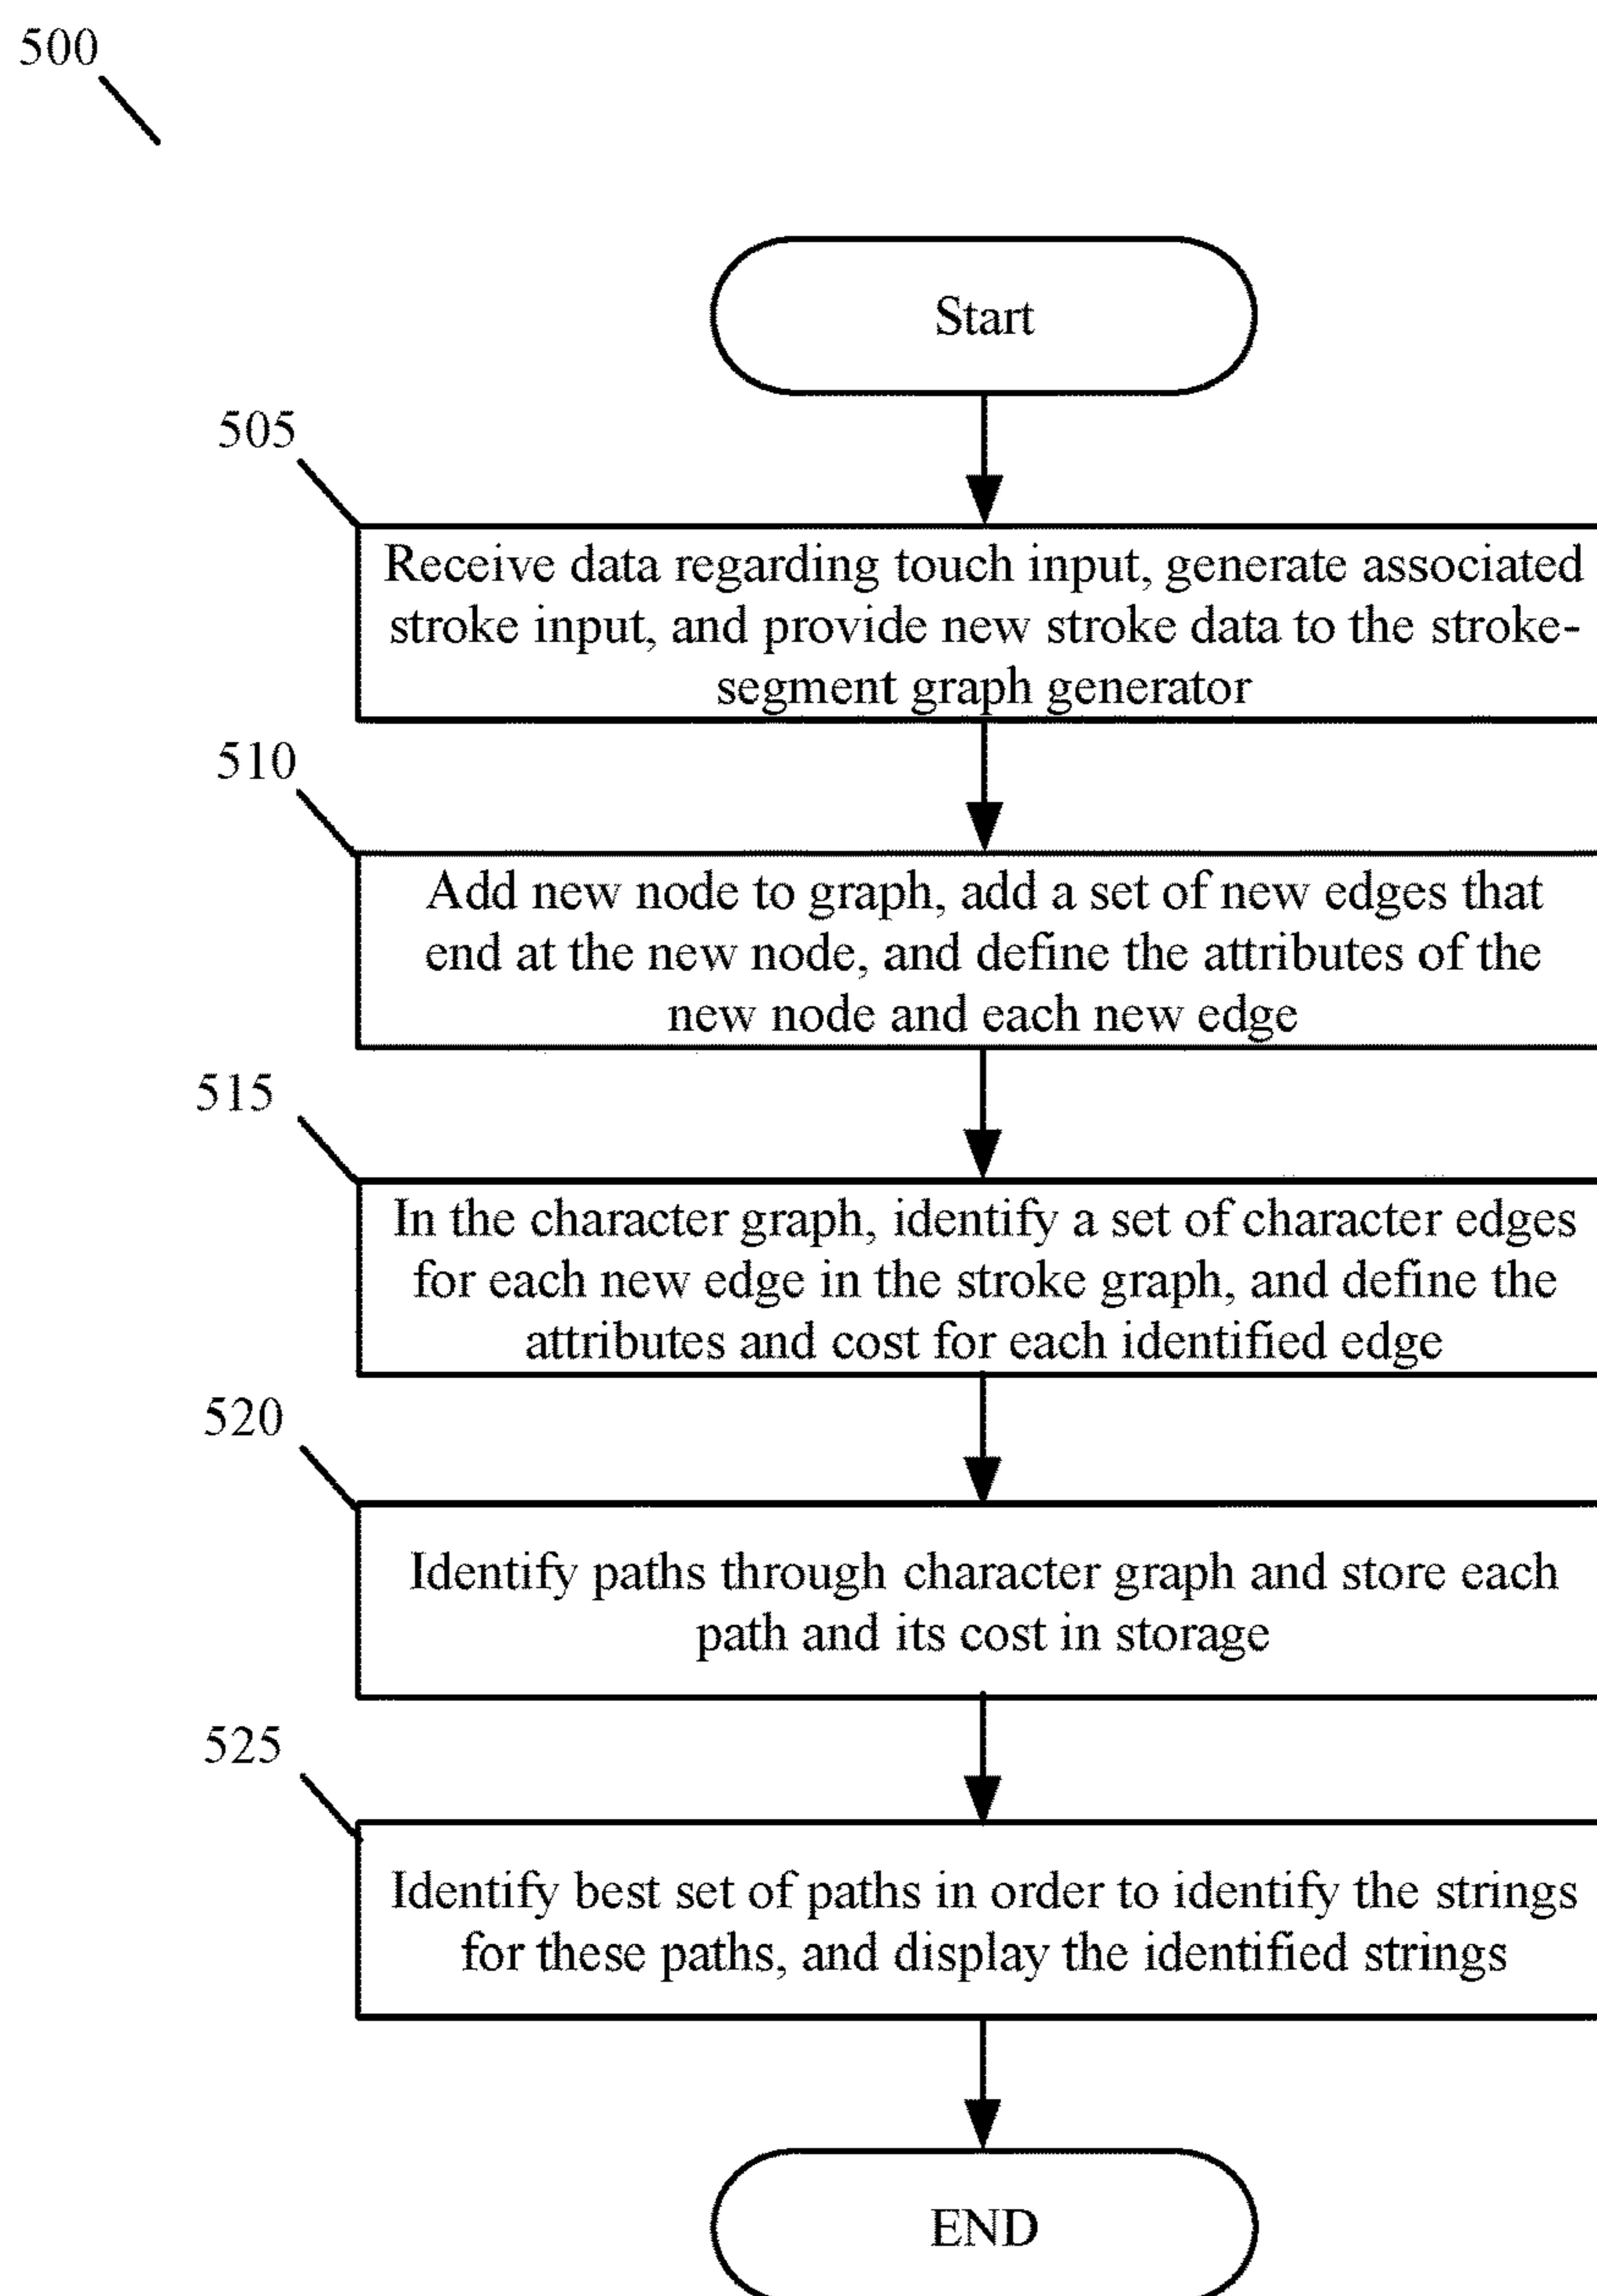 500
Start
505
Receive data regarding touch input, generate associated
stroke input, and provide new stroke data to the stroke-
segment graph generator
510
Add new node to graph, add a set of new edges that
end at the new node, and define the attributes of the
new node and each new edge
515
In the character graph, identify a set of character edges
for each new edge in the stroke graph, and define the
attributes and cost for each identified edge
520
Identify paths through character graph and store each
path and its cost in storage
525
Identify best set of paths in order to identify the strings
for these paths, and display the identified strings
END